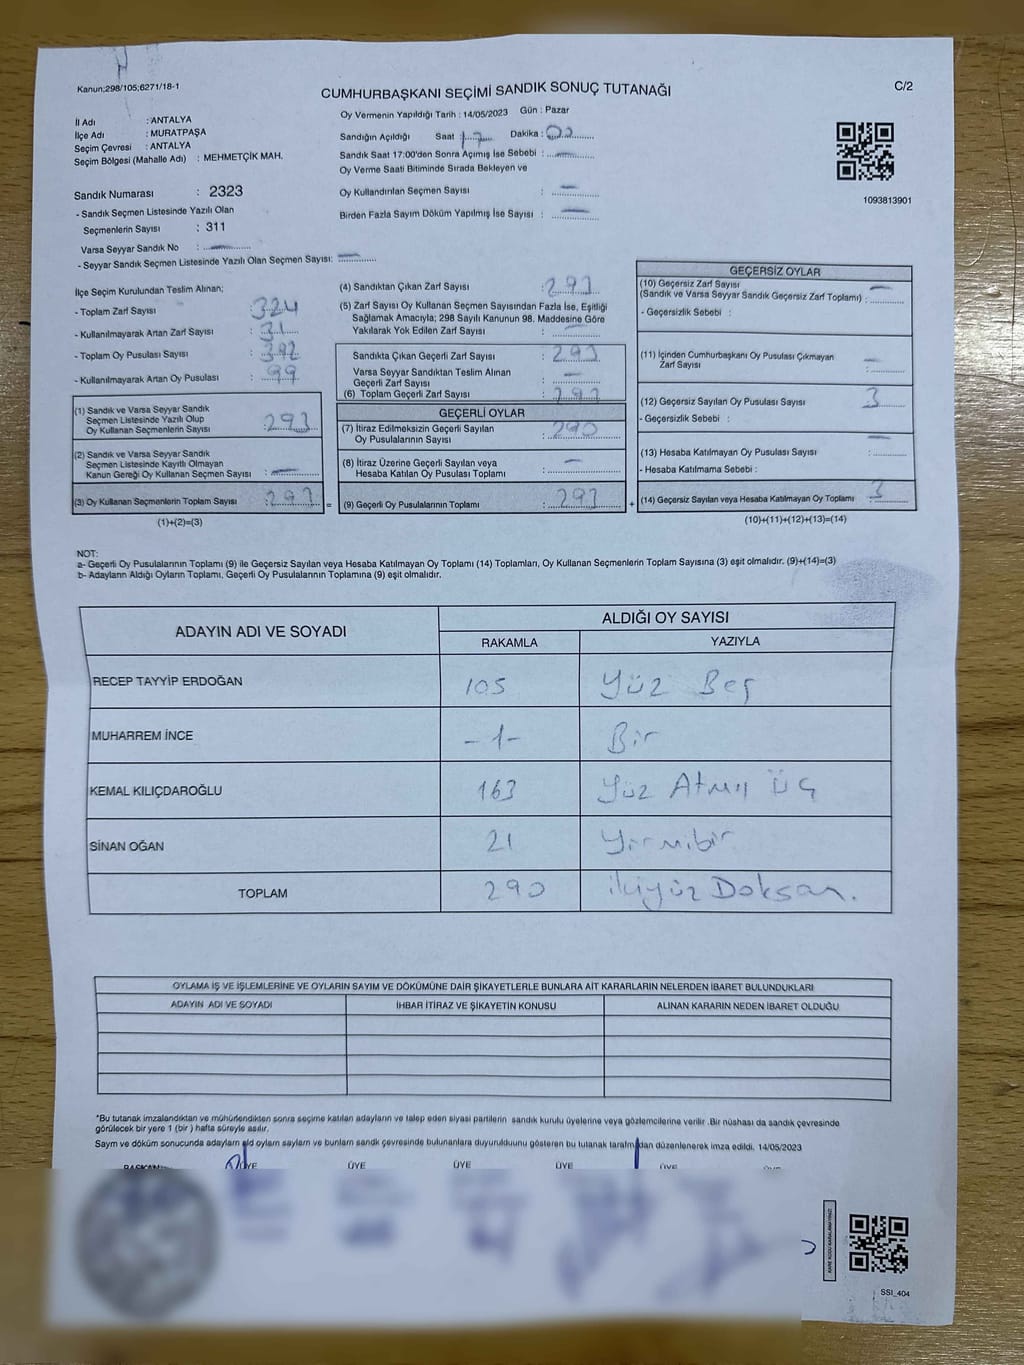 Kanun;298/105;6271/18-1
CUMHURBAŞKANI SEÇİMİ SANDIK SONUÇ TUTANAĞI
C/2
İl Adı : ANTALYA
İlçe Adı : MURATPAŞA
Seçim Çevresi : ANTALYA
Seçim Bölgesi (Mahalle Adı) : MEHMETÇİK MAH.
Sandık Numarası : 2323
- Sandık Seçmen Listesinde Yazılı Olan
Seçmenlerin Sayısı : 311
Varsa Seyyar Sandık No :
- Seyyar Sandık Seçmen Listesinde Yazılı Olan Seçmen Sayısı:
Oy Vermenin Yapıldığı Tarih : 14/05/2023 Gün : Pazar
Sandığın Açıldığı Saat : 17 Dakika : 00
Sandık Saat 17:00'den Sonra Açımış İse Sebebi : —
Oy Verme Saati Bitiminde Sırada Bekleyen ve
Oy Kullandırılan Seçmen Sayısı : —
Birden Fazla Sayım Döküm Yapılmış İse Sayısı : —
1093813901
İlçe Seçim Kurulundan Teslim Alınan;
- Toplam Zarf Sayısı : 324
- Kullanılmayarak Artan Zarf Sayısı : 31
- Toplam Oy Pusulası Sayısı : 392
- Kullanılmayarak Artan Oy Pusulası : 99
(1) Sandık ve Varsa Seyyar Sandık
Seçmen Listesinde Yazılı Olup
Oy Kullanan Seçmenlerin Sayısı : 293
(2) Sandık ve Varsa Seyyar Sandık
Seçmen Listesinde Kayıtlı Olmayan
Kanun Gereği Oy Kullanan Seçmen Sayısı : —
(3) Oy Kullanan Seçmenlerin Toplam Sayısı : 293 =
(1)+(2)=(3)
(4) Sandıktan Çıkan Zarf Sayısı : 293
(5) Zarf Sayısı Oy Kullanan Seçmen Sayısından Fazla İse, Eşitliği
Sağlamak Amacıyla; 298 Sayılı Kanunun 98. Maddesine Göre
Yakılarak Yok Edilen Zarf Sayısı : —
Sandıkta Çıkan Geçerli Zarf Sayısı : 293
Varsa Seyyar Sandıktan Teslim Alınan
Geçerli Zarf Sayısı : —
(6) Toplam Geçerli Zarf Sayısı : 293
GEÇERLİ OYLAR
(7) İtiraz Edilmeksizin Geçerli Sayılan
Oy Pusulalarının Sayısı : 290
(8) İtiraz Üzerine Geçerli Sayılan veya
Hesaba Katılan Oy Pusulası Toplamı : —
(9) Geçerli Oy Pusulalarının Toplamı : 293 +
GEÇERSİZ OYLAR
(10) Geçersiz Zarf Sayısı
(Sandık ve Varsa Seyyar Sandık Geçersiz Zarf Toplamı) : —
- Geçersizlik Sebebi :
(11) İçinden Cumhurbaşkanı Oy Pusulası Çıkmayan
Zarf Sayısı : —
(12) Geçersiz Sayılan Oy Pusulası Sayısı : 3
- Geçersizlik Sebebi :
(13) Hesaba Katılmayan Oy Pusulası Sayısı : —
- Hesaba Katılmama Sebebi :
(14) Geçersiz Sayılan veya Hesaba Katılmayan Oy Toplamı : 3
(10)+(11)+(12)+(13)=(14)
NOT:
a- Geçerli Oy Pusulalarının Toplamı (9) ile Geçersiz Sayılan veya Hesaba Katılmayan Oy Toplamı (14) Toplamları, Oy Kullanan Seçmenlerin Toplam Sayısına (3) eşit olmalıdır. (9)+(14)=(3)
b- Adayların Aldığı Oyların Toplamı, Geçerli Oy Pusulalarının Toplamına (9) eşit olmalıdır.
ADAYIN ADI VE SOYADI
ALDIĞI OY SAYISI
RAKAMLA YAZIYLA
RECEP TAYYİP ERDOĞAN 105 Yüz Beş
MUHARREM İNCE -1- Bir
KEMAL KILIÇDAROĞLU 163 Yüz Atmış Üç
SİNAN OĞAN 21 Yirmibir
TOPLAM 290 ikiyüz Doksan.
OYLAMA İŞ VE İŞLEMLERİNE VE OYLARIN SAYIM VE DÖKÜMÜNE DAİR ŞİKAYETLERLE BUNLARA AİT KARARLARIN NELERDEN İBARET BULUNDUKLARI
ADAYIN ADI VE SOYADI İHBAR İTİRAZ VE ŞİKAYETİN KONUSU ALINAN KARARIN NEDEN İBARET OLDUĞU
*Bu tutanak imzalandıktan ve mühürlendikten sonra seçime katılan adayların ve talep eden siyasi partilerin sandık kurulu üyelerine veya gözlemcilerine verilir .Bir nüshası da sandık çevresinde
görülecek bir yere 1 (bir ) hafta süreyle asılır.
Sayım ve döküm sonucunda adayların aldı oyların sayıları ve bunların sandık çevresinde bulunanlara duyurulduunu gösteren bu tutanak tarafımızdan düzenlenerek imza edildi. 14/05/2023
BAŞKAN ÜYE ÜYE ÜYE ÜYE ÜYE
SSI_404